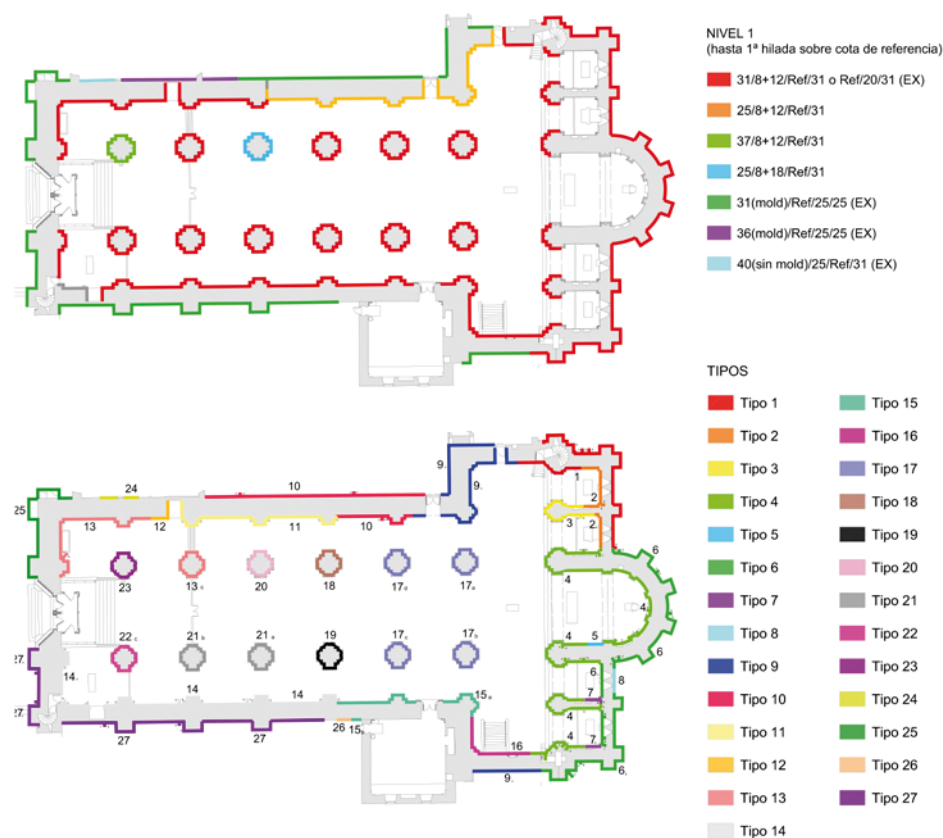 NIVEL 1
(hasta 1ª hilada sobre cota de referencia)
31/8+12/Ref/31 o Ref/20/31 (EX)
25/8+12/Ref/31
37/8+12/Ref/31
25/8+18/Ref/31
31(mold)/Ref/25/25 (EX)
36(mold)/Ref/25/25 (EX)
40(sin mold)/25/Ref/31 (EX)
TIPOS
Tipo 1
Tipo 2
Tipo 3
Tipo 4
Tipo 5
Tipo 6
Tipo 7
Tipo 8
Tipo 9
Tipo 10
Tipo 11
Tipo 12
Tipo 13
Tipo 14
Tipo 15
Tipo 16
Tipo 17
Tipo 18
Tipo 19
Tipo 20
Tipo 21
Tipo 22
Tipo 23
Tipo 24
Tipo 25
Tipo 26
Tipo 27
9.
24
10
9.
1
25
2
13
12
11
10
3
2.
6
23
13 c
20
18
17 d
17 a
4
4.
22 c
21 b
21 a
19
17 c
17 b
4
5
6
27.
14.
6.
8
14
14
15 a
7
4
27.
27
27
26
15
16
4
7.
9.
6.